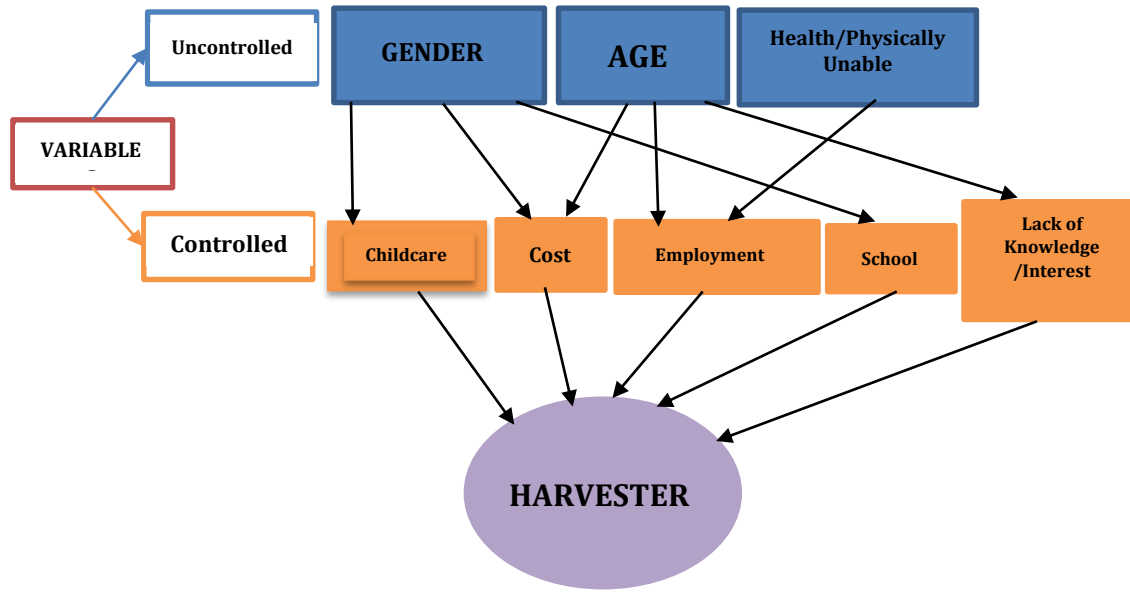 Uncontrolled
GENDER
AGE
Health/Physically
Unable
VARIABLE
Controlled
Childcare
Cost
Employment
School
Lack of
Knowledge
/Interest
HARVESTER